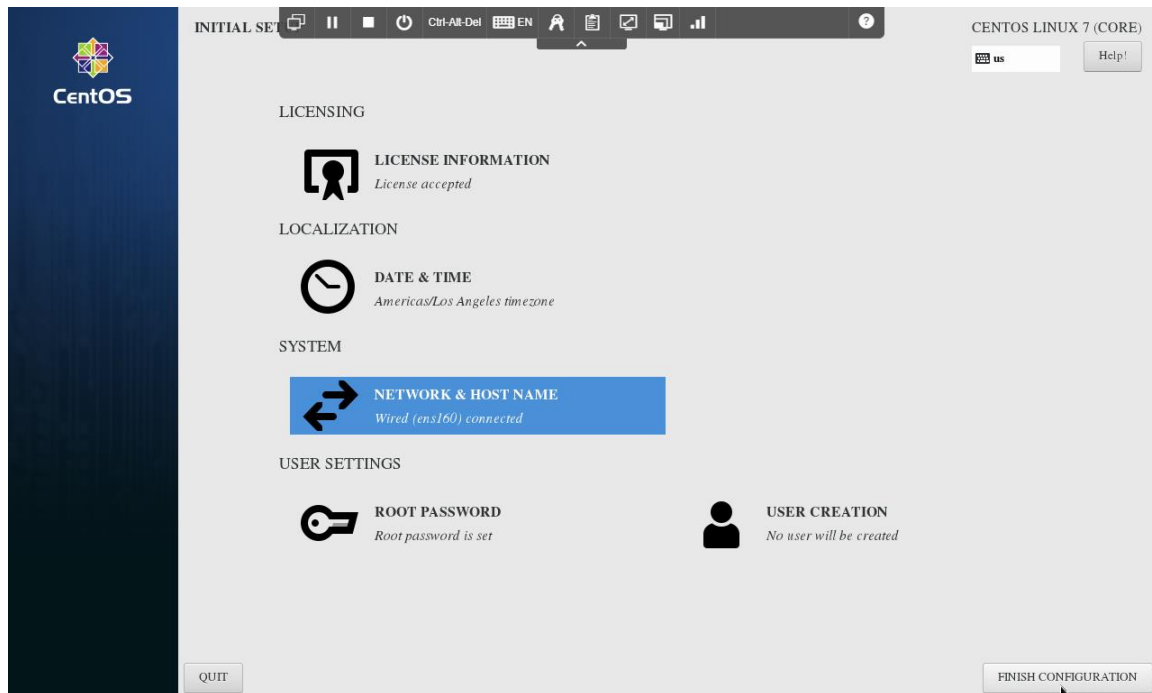 INITIAL SET
Ctrl-Alt-Del EN
?
CENTOS LINUX 7 (CORE)
us
Help!
CentOS
LICENSING
LICENSE INFORMATION
License accepted
LOCALIZATION
DATE & TIME
Americas/Los Angeles timezone
SYSTEM
NETWORK & HOST NAME
Wired (ens160) connected
USER SETTINGS
ROOT PASSWORD
Root password is set
USER CREATION
No user will be created
QUIT
FINISH CONFIGURATION